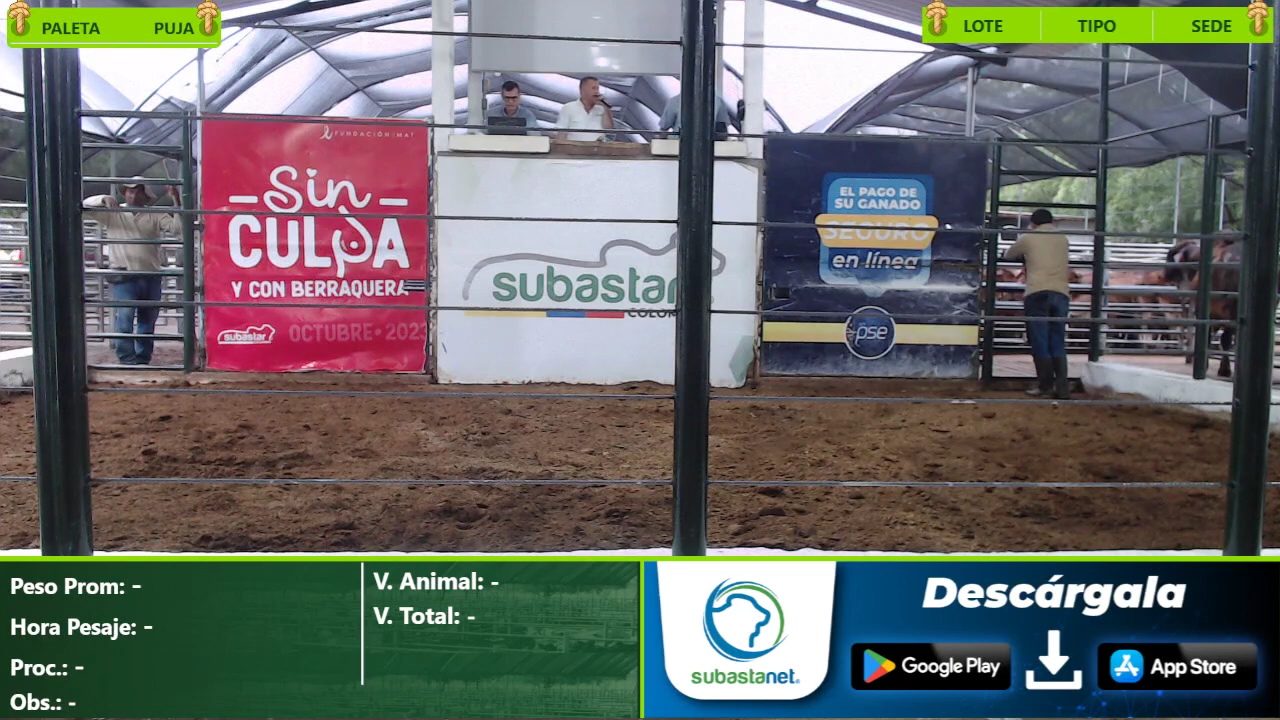 PALETA PUJA
LOTE TIPO SEDE
FUNDACIÓN MAT
Sin
CULPA
Y CON BERRAQUERA
subastar
OCTUBRE • 2023
subastar
EL PAGO DE
SU GANADO
SEGURO
en línea
pse
Peso Prom: -
Hora Pesaje: -
Proc.: -
Obs.: -
V. Animal: -
V. Total: -
subastanet
Descárgala
Google Play
App Store